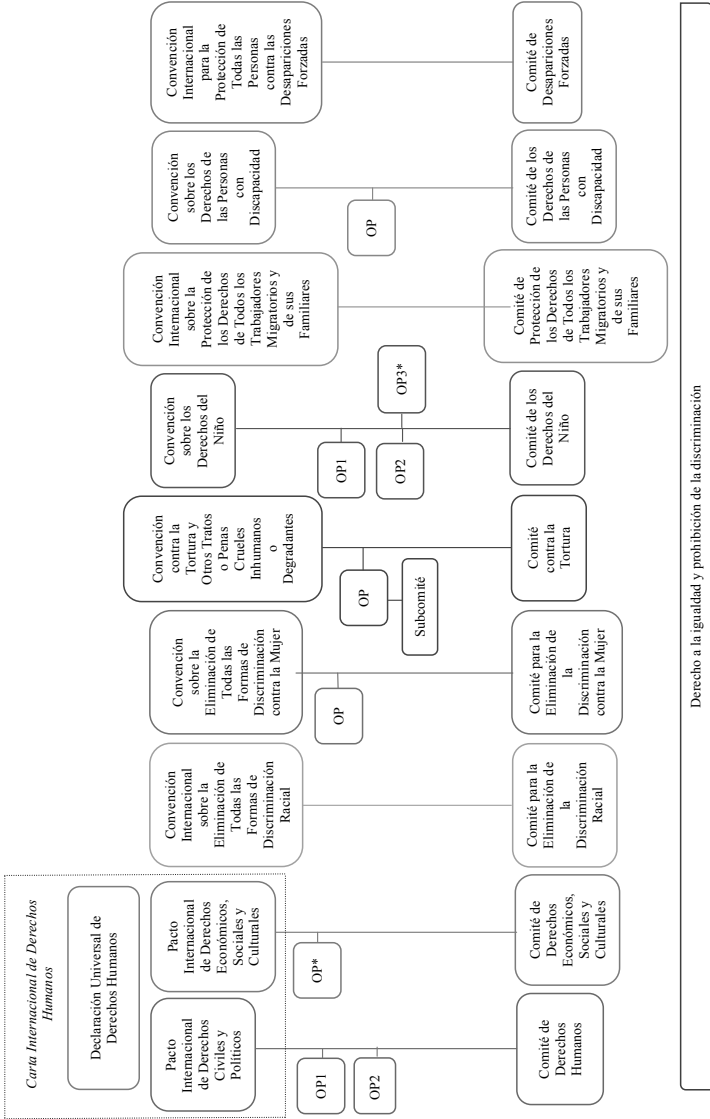 Carta Internacional de Derechos
Humanos
Declaración Universal de
Derechos Humanos
Pacto
Internacional
de Derechos
Civiles y
Políticos
Pacto
Internacional
de Derechos
Económicos,
Sociales y
Culturales
Convención
Internacional
sobre la
Eliminación de
Todas las
Formas de
Discriminación
Racial
Convención
sobre la
Eliminación de
Todas las
Formas de
Discriminación
contra la Mujer
Convención
contra la
Tortura y
Otros Tratos
o Penas
Crueles
Inhumanos
o
Degradantes
Convención
sobre los
Derechos del
Niño
Convención
Internacional
sobre la
Protección de
los Derechos
de Todos los
Trabajadores
Migratorios y
de sus
Familiares
Convención
sobre los
Derechos de
las Personas
con
Discapacidad
Convención
Internacional
para la
Protección de
Todas las
Personas
contra las
Desapariciones
Forzadas
OP1
OP2
OP*
OP
OP
Subcomité
OP1
OP2
OP3*
OP
Comité de
Derechos
Humanos
Comité de
Derechos
Económicos,
Sociales y
Culturales
Comité para la
Eliminación de
la
Discriminación
Racial
Comité para la
Eliminación de
la
Discriminación
contra la Mujer
Comité
contra la
Tortura
Comité de los
Derechos del
Niño
Comité de
Protección de
los Derechos
de Todos los
Trabajadores
Migratorios y
de sus
Familiares
Comité de los
Derechos de
las Personas
con
Discapacidad
Comité de
Desapariciones
Forzadas
Derecho a la igualdad y prohibición de la discriminación